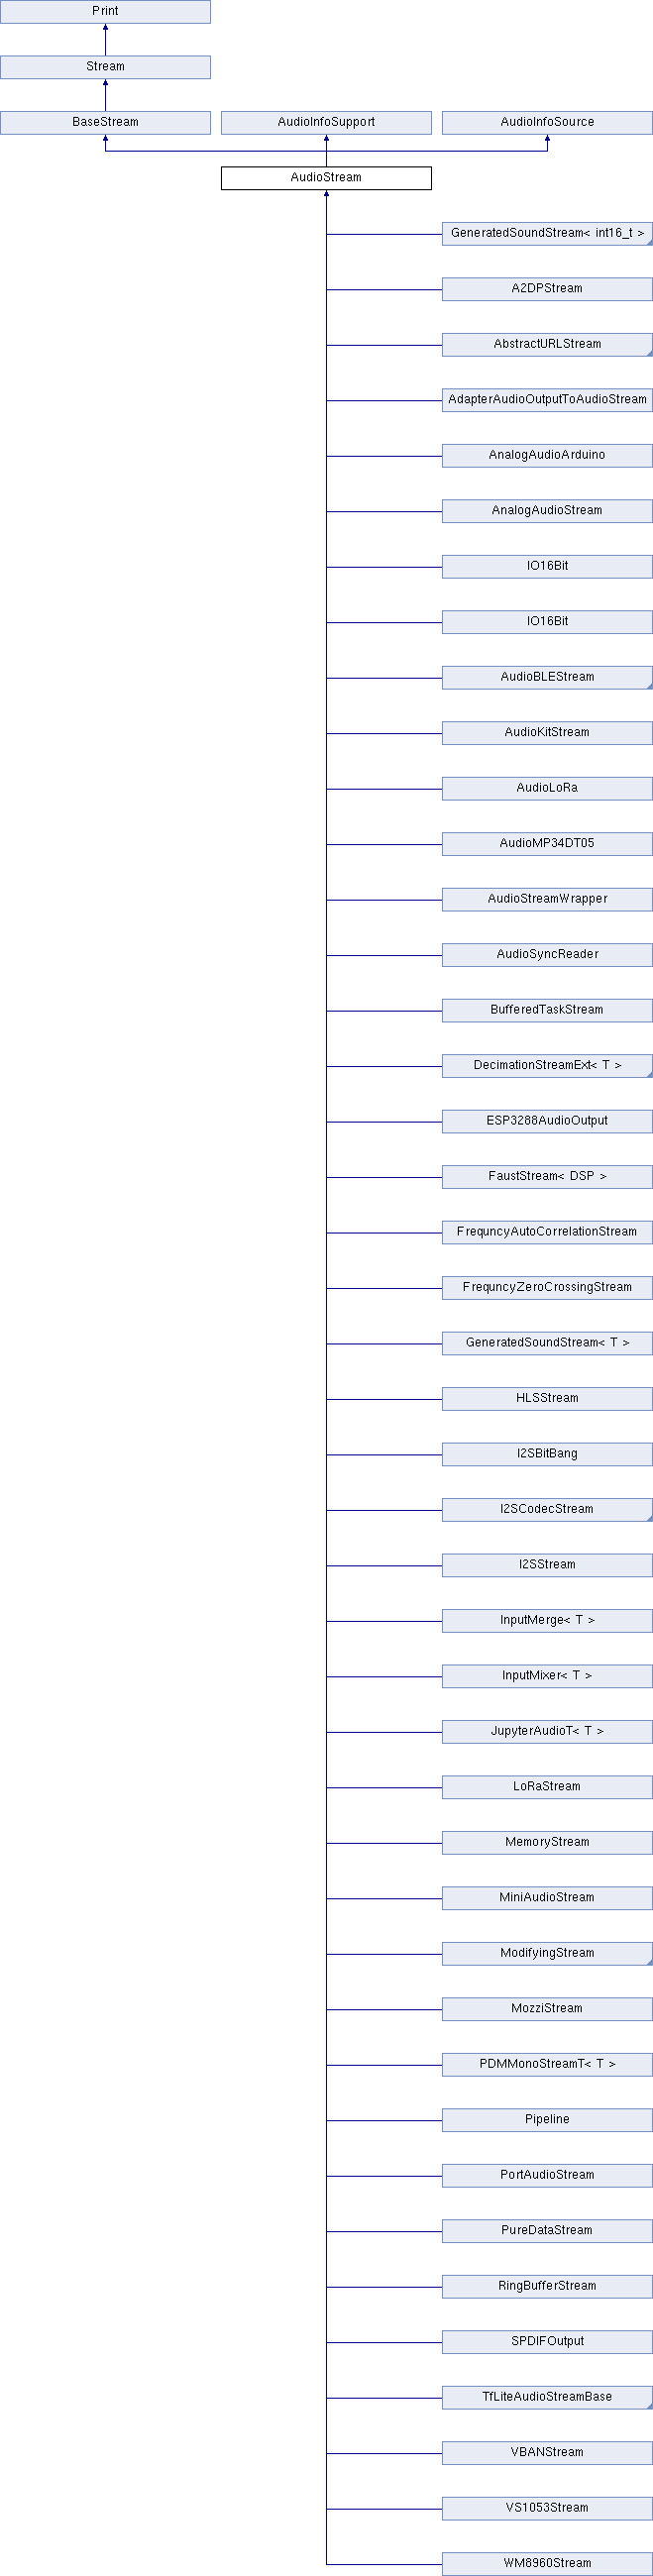 Print
Stream
BaseStream
AudioInfoSupport
AudioInfoSource
AudioStream
GeneratedSoundStream< int16_t >
A2DPStream
AbstractURLStream
AdapterAudioOutputToAudioStream
AnalogAudioArduino
AnalogAudioStream
IO16Bit
IO16Bit
AudioBLEStream
AudioKitStream
AudioLoRa
AudioMP34DT05
AudioStreamWrapper
AudioSyncReader
BufferedTaskStream
DecimationStreamExt< T >
ESP3288AudioOutput
FaustStream< DSP >
FrequncyAutoCorrelationStream
FrequncyZeroCrossingStream
GeneratedSoundStream< T >
HLSStream
I2SBitBang
I2SCodecStream
I2SStream
InputMerge< T >
InputMixer< T >
JupyterAudioT< T >
LoRaStream
MemoryStream
MiniAudioStream
ModifyingStream
MozziStream
PDMMonoStreamT< T >
Pipeline
PortAudioStream
PureDataStream
RingBufferStream
SPDIFOutput
TfLiteAudioStreamBase
VBANStream
VS1053Stream
WM8960Stream